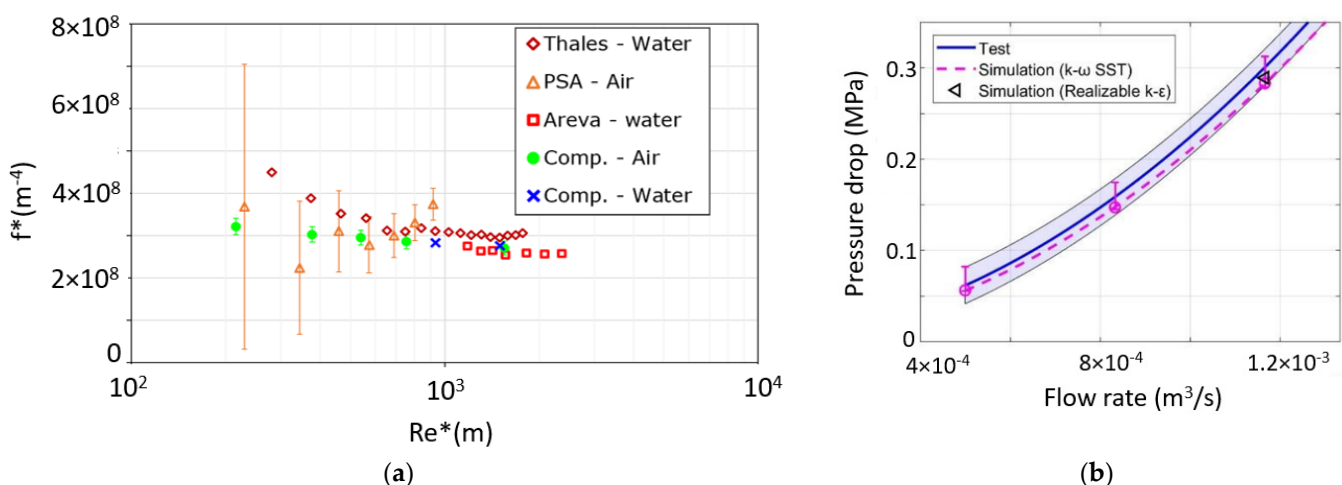 8×10⁸
6×10⁸
4×10⁸
2×10⁸
0
f*(m⁻⁴)
Thales - Water
PSA - Air
Areva - water
Comp. - Air
Comp. - Water
10²
10³
10⁴
Re*(m)
(a)
0.3
0.2
0.1
0
Pressure drop (MPa)
Test
Simulation (k-ω SST)
Simulation (Realizable k-ε)
4×10⁻⁴
8×10⁻⁴
1.2×10⁻³
Flow rate (m³/s)
(b)